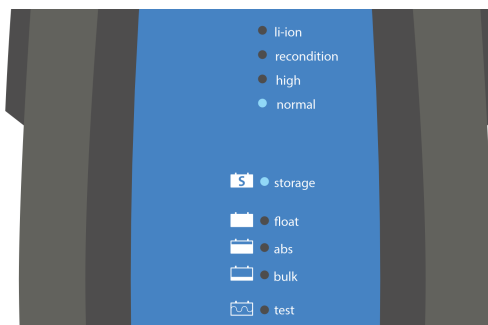 li-ion
recondition
high
normal
S storage
float
abs
bulk
test